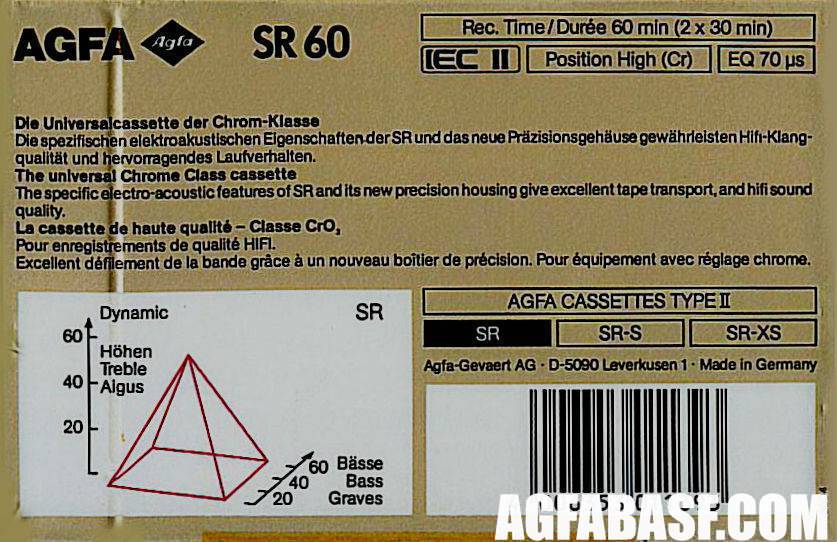 AGFA Agfa SR 60
Rec. Time/Durée 60 min (2 x 30 min)
IEC II Position High (Cr) EQ 70 µs
Die Universalcassette der Chrom-Klasse
Die spezifischen elektroakustischen Eigenschaften der SR und das neue Präzisionsgehäuse gewährleisten Hifi-Klang-
qualität und hervorragendes Laufverhalten.
The universal Chrome Class cassette
The specific electro-acoustic features of SR and its new precision housing give excellent tape transport, and hifi sound
quality.
La cassette de haute qualité – Classe CrO₂
Pour enregistrements de qualité HIFI.
Excellent défilement de la bande grâce à un nouveau boîtier de précision. Pour équipement avec réglage chrome.
Dynamic SR
60
Höhen
Treble
Aigus
40
20
60 Bässe
40 Bass
20 Graves
AGFA CASSETTES TYPE II
SR SR-S SR-XS
Agfa-Gevaert AG · D-5090 Leverkusen 1 · Made in Germany
AGFABASF.COM